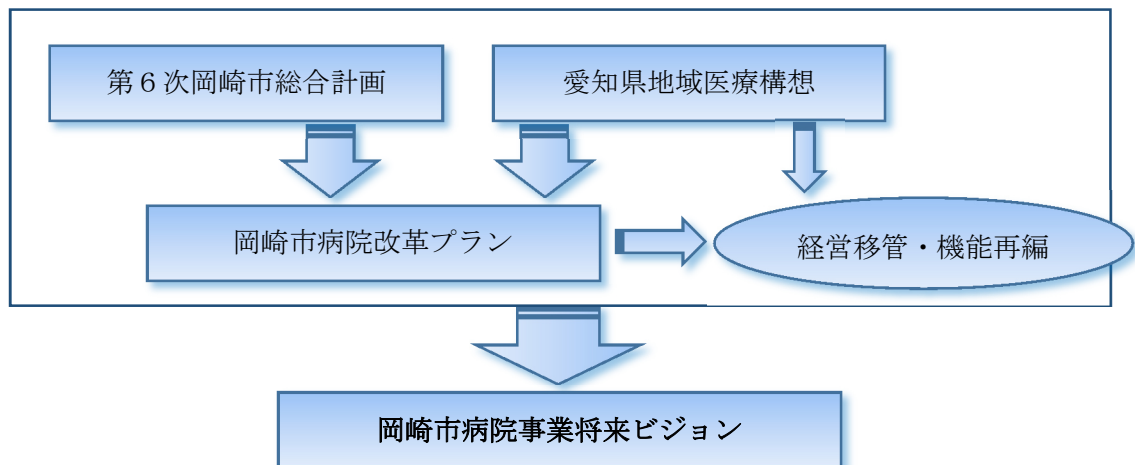 第６次岡崎市総合計画
愛知県地域医療構想
岡崎市病院改革プラン
経営移管・機能再編
岡崎市病院事業将来ビジョン